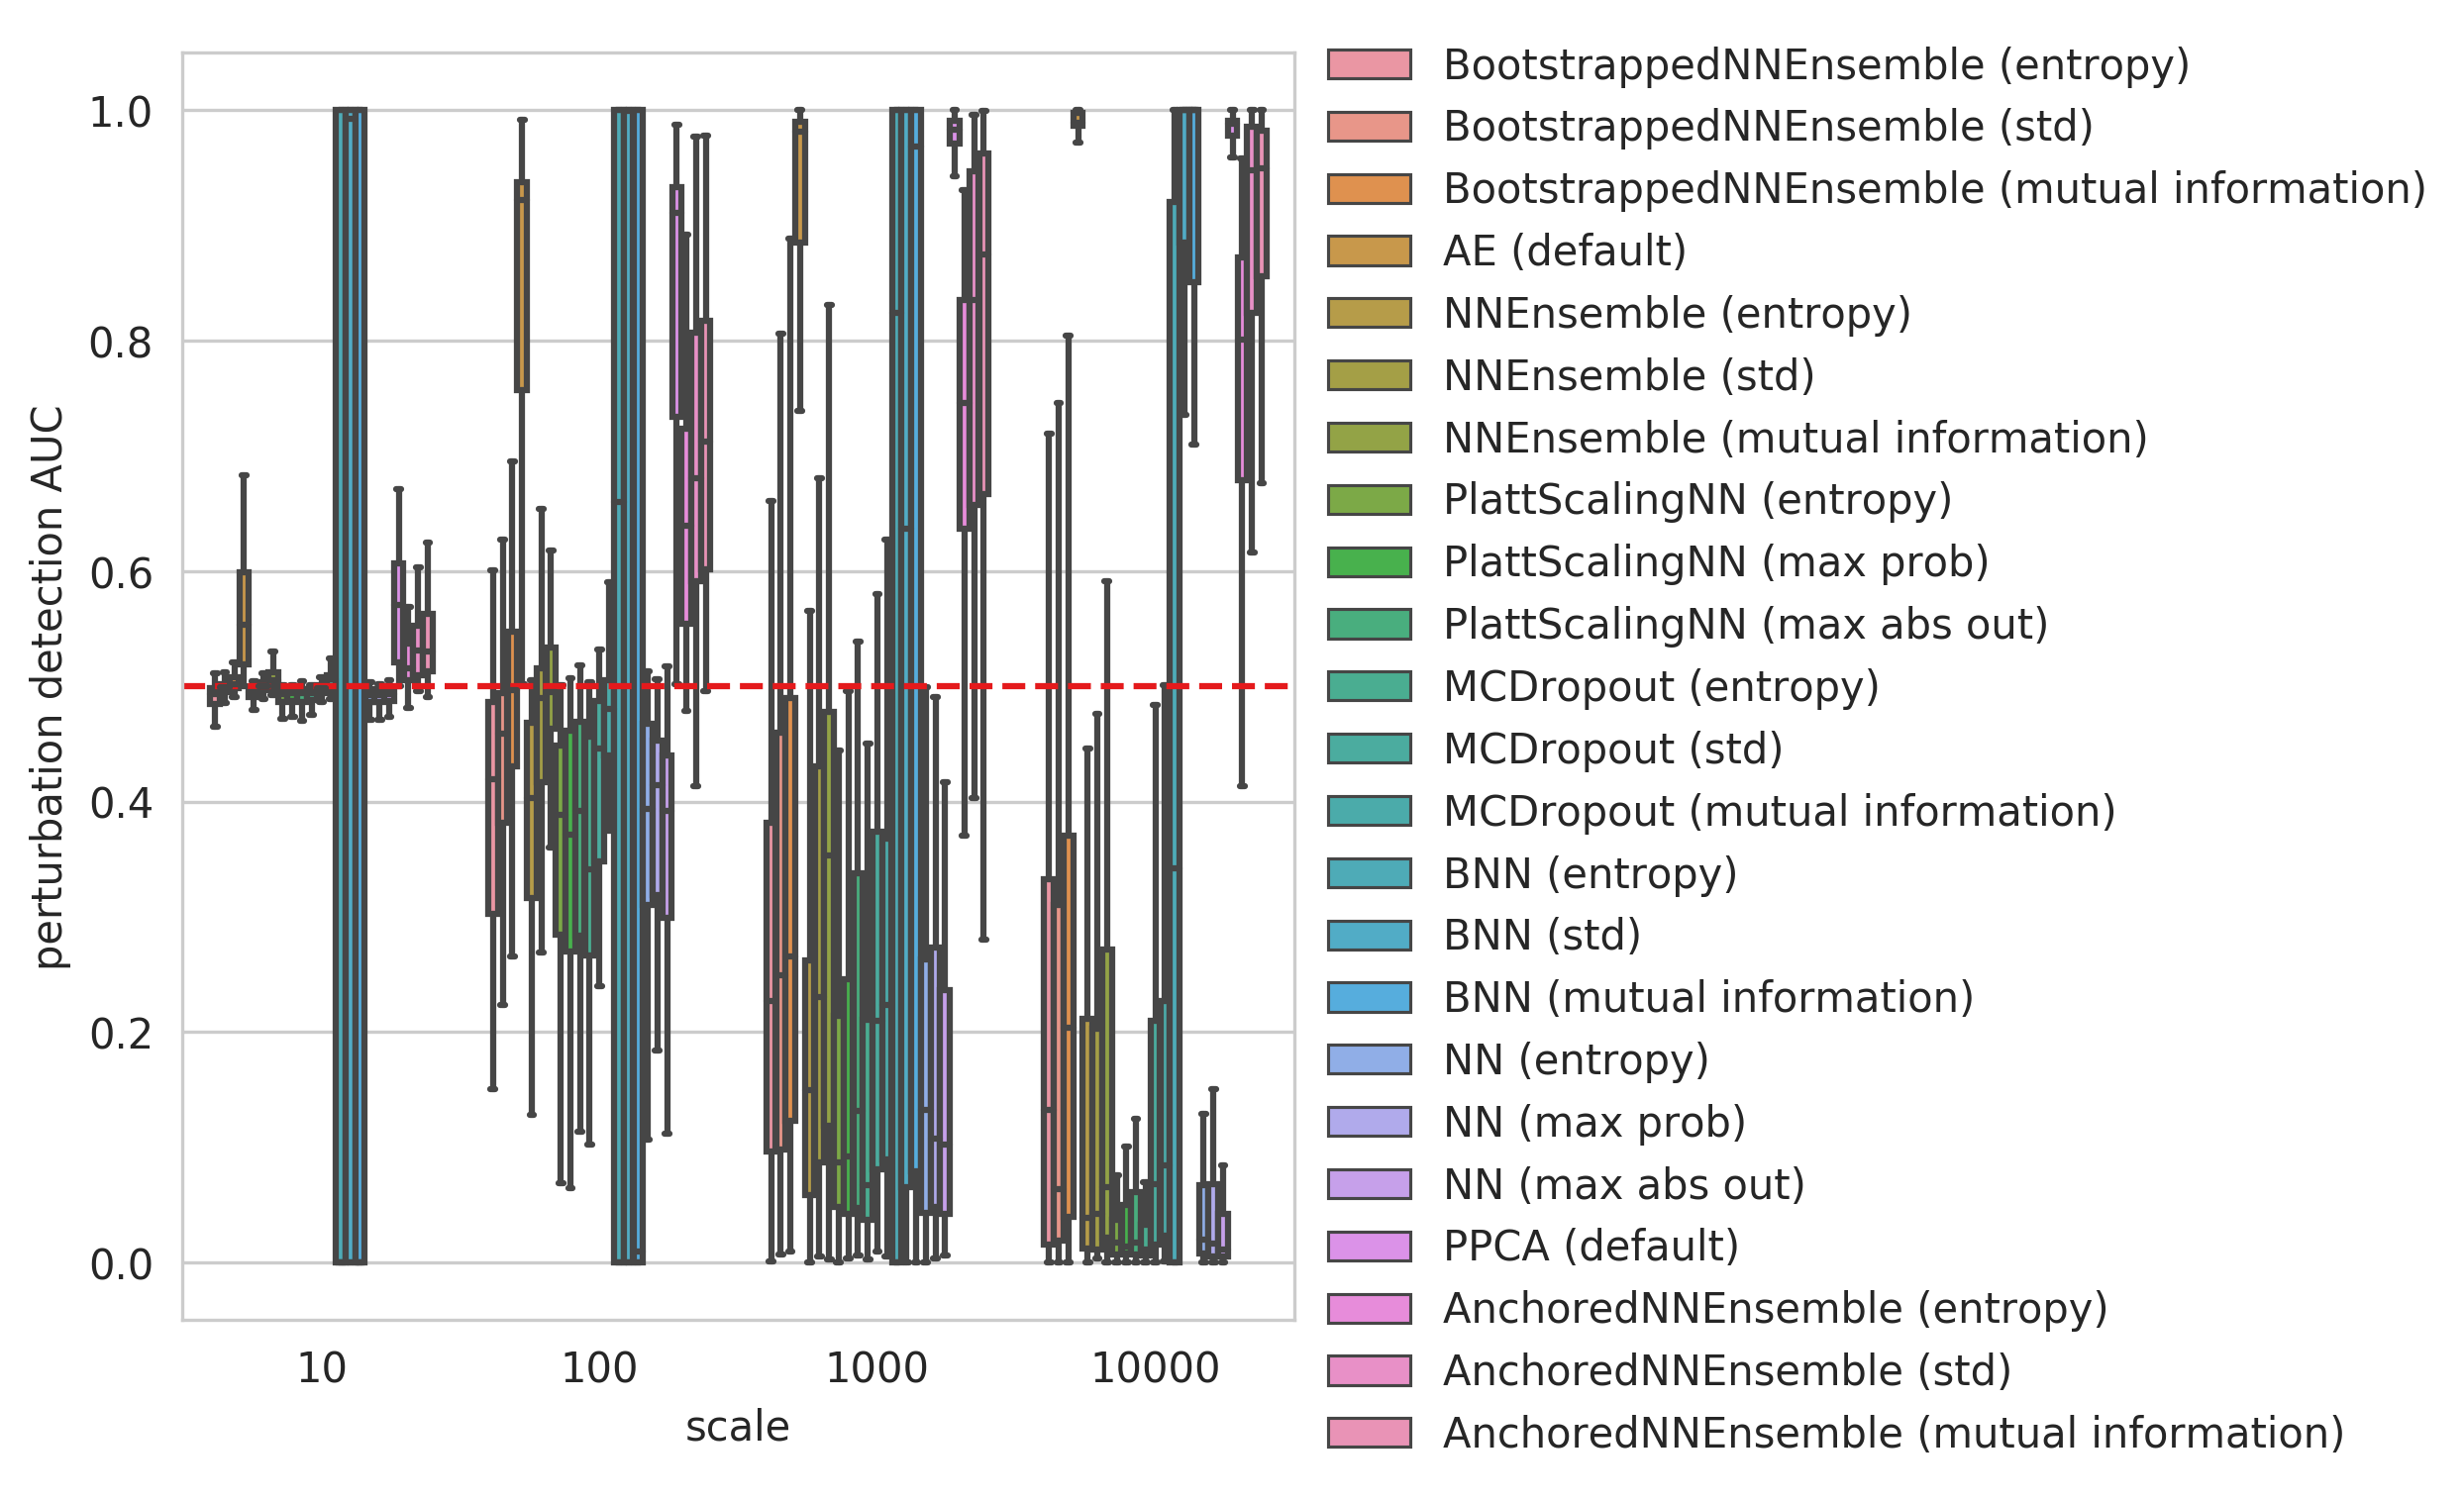 perturbation detection AUC
1.0
0.8
0.6
0.4
0.2
0.0
10
100
1000
10000
scale
BootstrappedNNEnsemble (entropy)
BootstrappedNNEnsemble (std)
BootstrappedNNEnsemble (mutual information)
AE (default)
NNEnsemble (entropy)
NNEnsemble (std)
NNEnsemble (mutual information)
PlattScalingNN (entropy)
PlattScalingNN (max prob)
PlattScalingNN (max abs out)
MCDropout (entropy)
MCDropout (std)
MCDropout (mutual information)
BNN (entropy)
BNN (std)
BNN (mutual information)
NN (entropy)
NN (max prob)
NN (max abs out)
PPCA (default)
AnchoredNNEnsemble (entropy)
AnchoredNNEnsemble (std)
AnchoredNNEnsemble (mutual information)